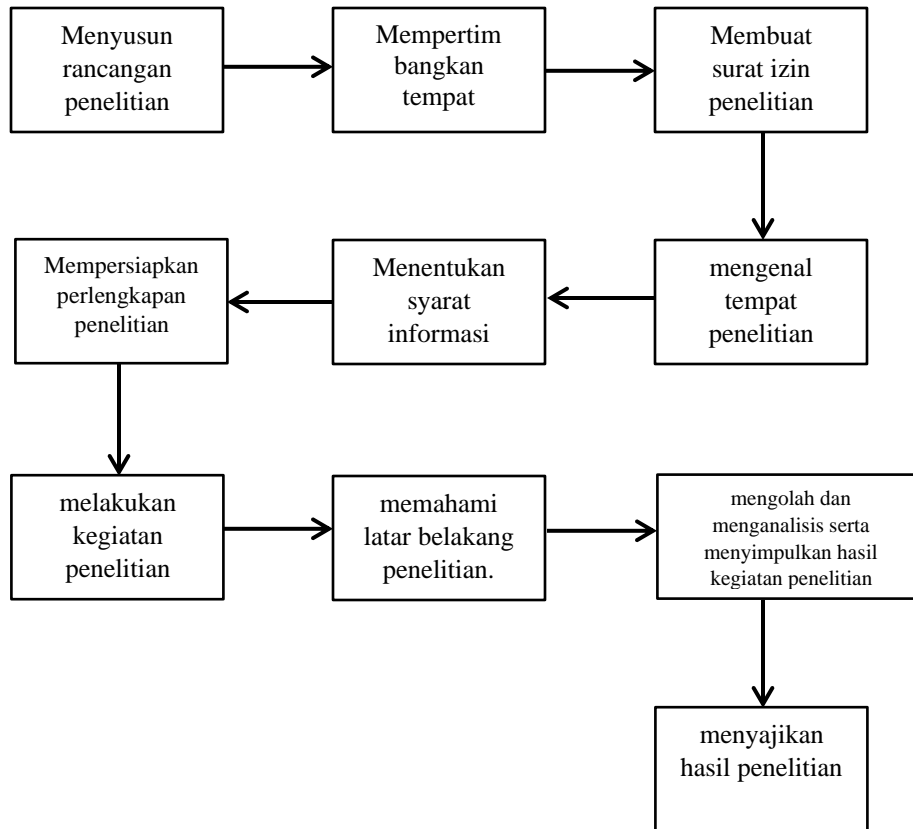 Menyusun
rancangan
penelitian
Mempertim
bangkan
tempat
Membuat
surat izin
penelitian
mengenal
tempat
penelitian
Menentukan
syarat
informasi
Mempersiapkan
perlengkapan
penelitian
melakukan
kegiatan
penelitian
memahami
latar belakang
penelitian.
mengolah dan
menganalisis serta
menyimpulkan hasil
kegiatan penelitian
menyajikan
hasil penelitian